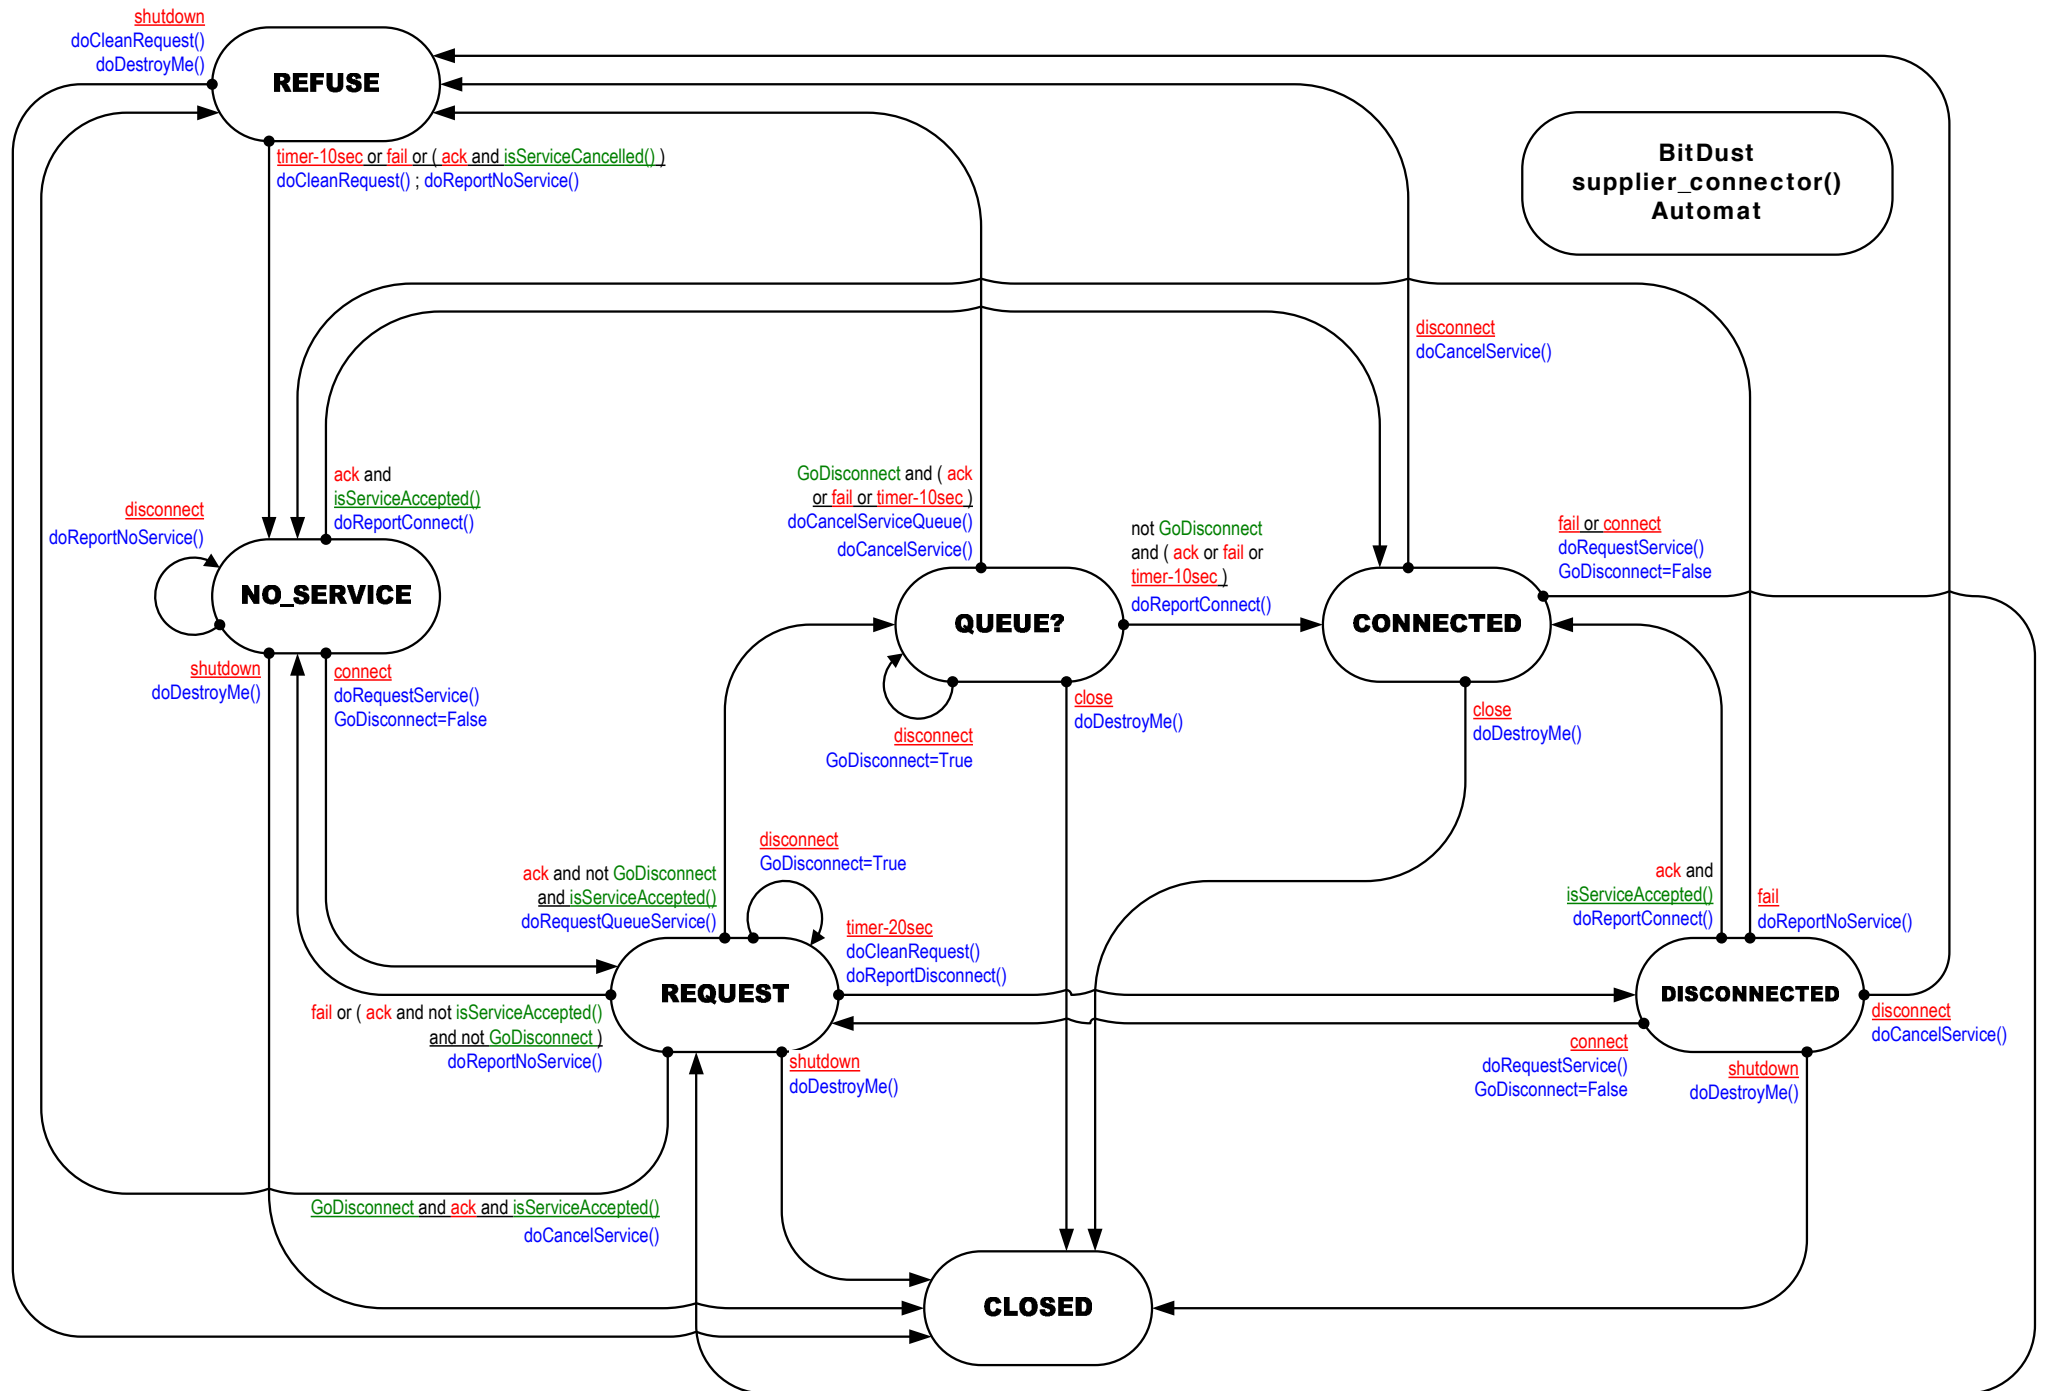 shutdown
doCleanRequest()
doDestroyMe()
REFUSE
timer-10sec or fail or ( ack and isServiceCancelled() )
doCleanRequest() ; doReportNoService()
BitDust
supplier_connector()
Automat
disconnect
doCancelService()
ack and
isServiceAccepted()
doReportConnect()
disconnect
doReportNoService()
NO_SERVICE
GoDisconnect and ( ack
or fail or timer-10sec )
doCancelServiceQueue()
doCancelService()
not GoDisconnect
and ( ack or fail or
timer-10sec )
doReportConnect()
fail or connect
doRequestService()
GoDisconnect=False
QUEUE?
CONNECTED
shutdown
doDestroyMe()
connect
doRequestService()
GoDisconnect=False
disconnect
GoDisconnect=True
close
doDestroyMe()
close
doDestroyMe()
disconnect
GoDisconnect=True
ack and not GoDisconnect
and isServiceAccepted()
doRequestQueueService()
timer-20sec
doCleanRequest()
doReportDisconnect()
ack and
isServiceAccepted()
doReportConnect()
fail
doReportNoService()
REQUEST
DISCONNECTED
fail or ( ack and not isServiceAccepted()
and not GoDisconnect )
doReportNoService()
shutdown
doDestroyMe()
connect
doRequestService()
GoDisconnect=False
shutdown
doDestroyMe()
disconnect
doCancelService()
GoDisconnect and ack and isServiceAccepted()
doCancelService()
CLOSED